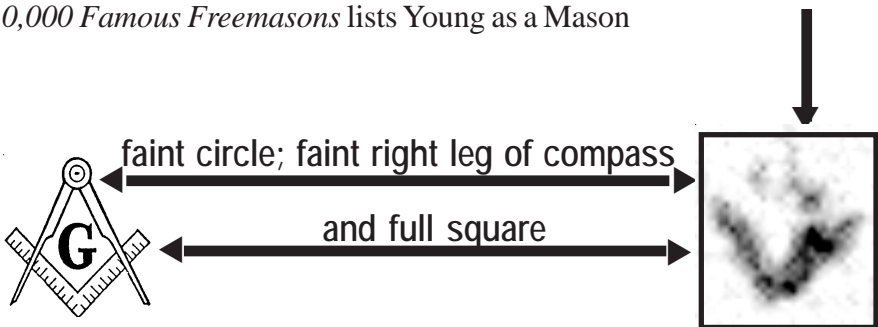 0,000 Famous Freemasons lists Young as a Mason
faint circle; faint right leg of compass
and full square
G